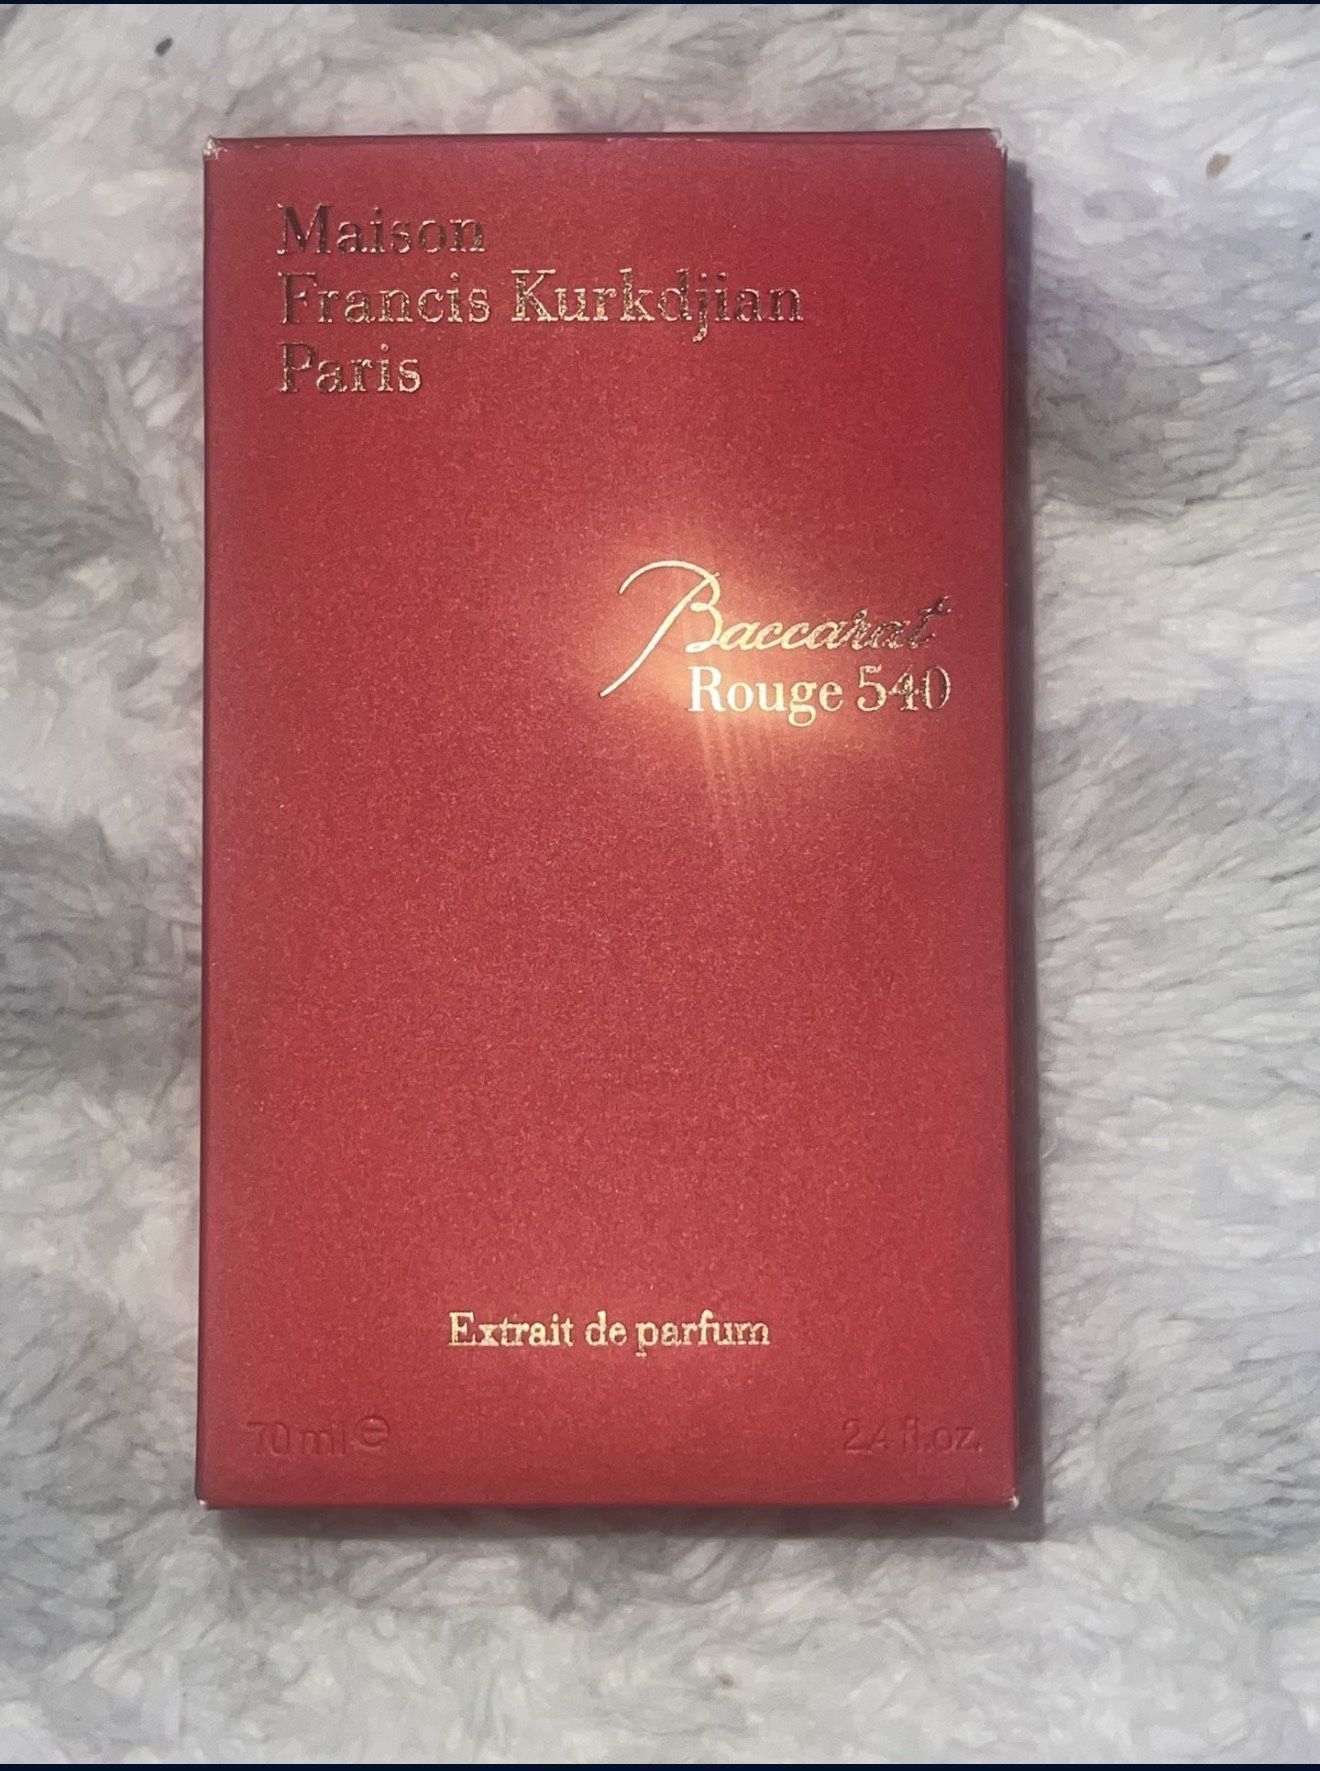 Maison
Francis Kurkdjian
Paris
Baccarat
Rouge 540
Extrait de parfum
70 ml ℮
2.4 fl.oz.